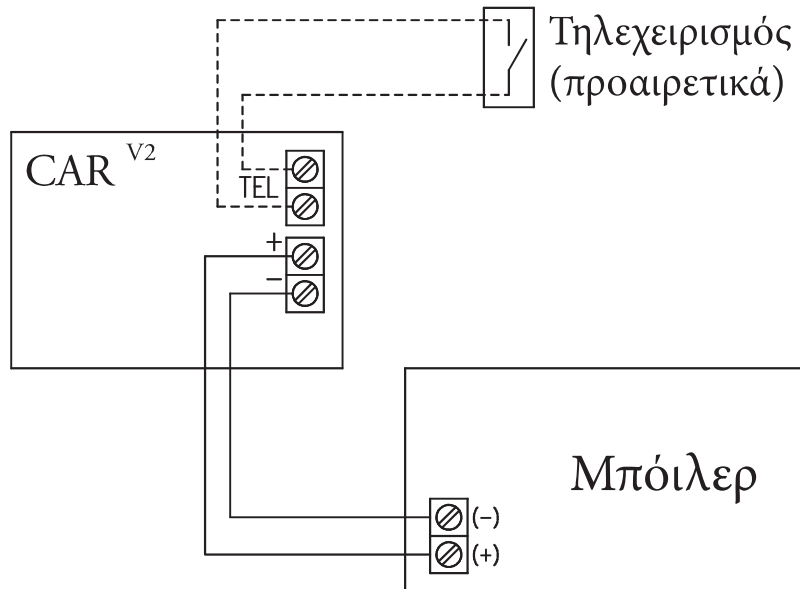 Τηλεχειρισμός
(προαιρετικά)
CAR V2
TEL
+
−
Μπόιλερ
(-)
(+)